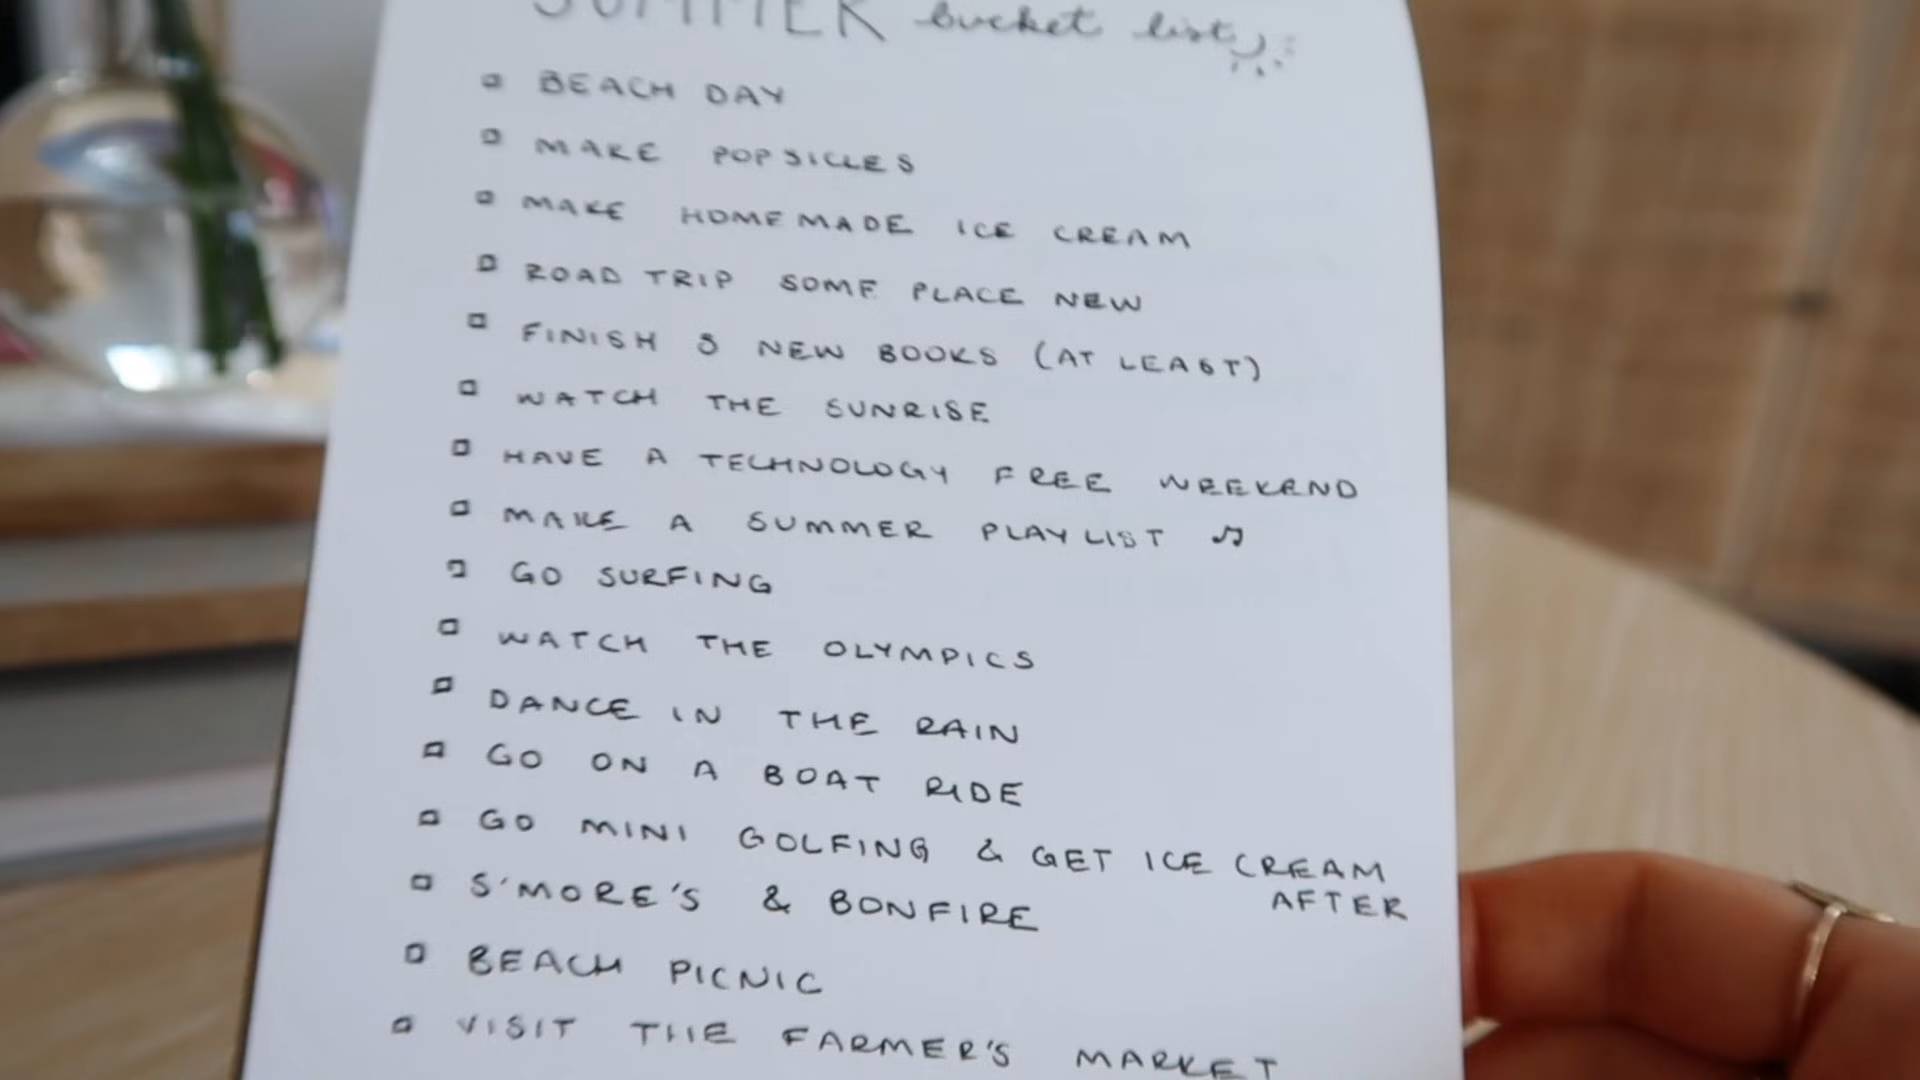 SUMMER bucket list
BEACH DAY
MAKE POPSICLES
MAKE HOMEMADE ICE CREAM
ROAD TRIP SOME PLACE NEW
FINISH 3 NEW BOOKS (AT LEAST)
WATCH THE SUNRISE
HAVE A TECHNOLOGY FREE WEEKEND
MAKE A SUMMER PLAYLIST ♫
GO SURFING
WATCH THE OLYMPICS
DANCE IN THE RAIN
GO ON A BOAT RIDE
GO MINI GOLFING & GET ICE CREAM
AFTER
S'MORE'S & BONFIRE
BEACH PICNIC
VISIT THE FARMER'S MARKET